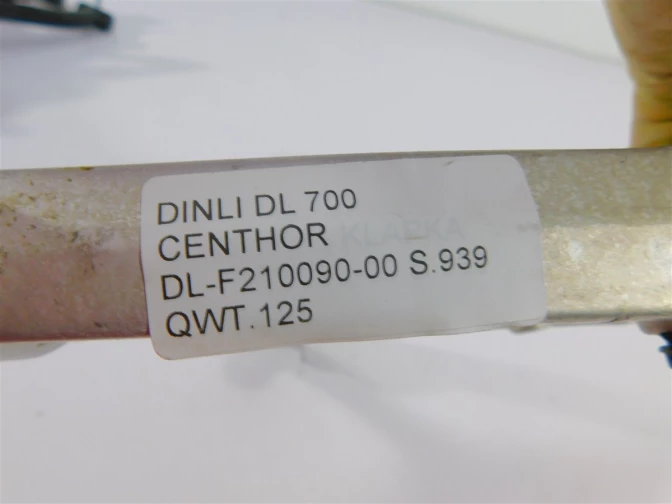 DINLI DL 700
CENTHOR
DL-F210090-00 S.939
QWT.125